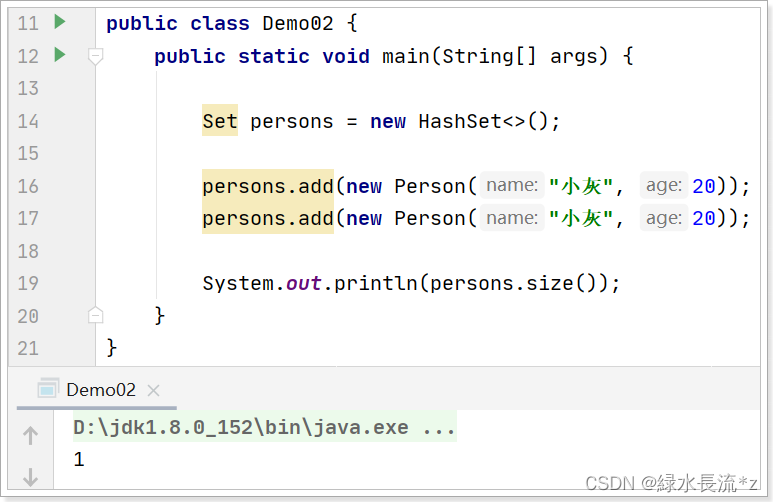 11 public class Demo02 {
12 public static void main(String[] args) {
13
14 Set persons = new HashSet<>();
15
16 persons.add(new Person( name: "小灰", age: 20));
17 persons.add(new Person( name: "小灰", age: 20));
18
19 System.out.println(persons.size());
20 }
21 }
Demo02
D:\jdk1.8.0_152\bin\java.exe ...
1
CSDN @緑水長流*z